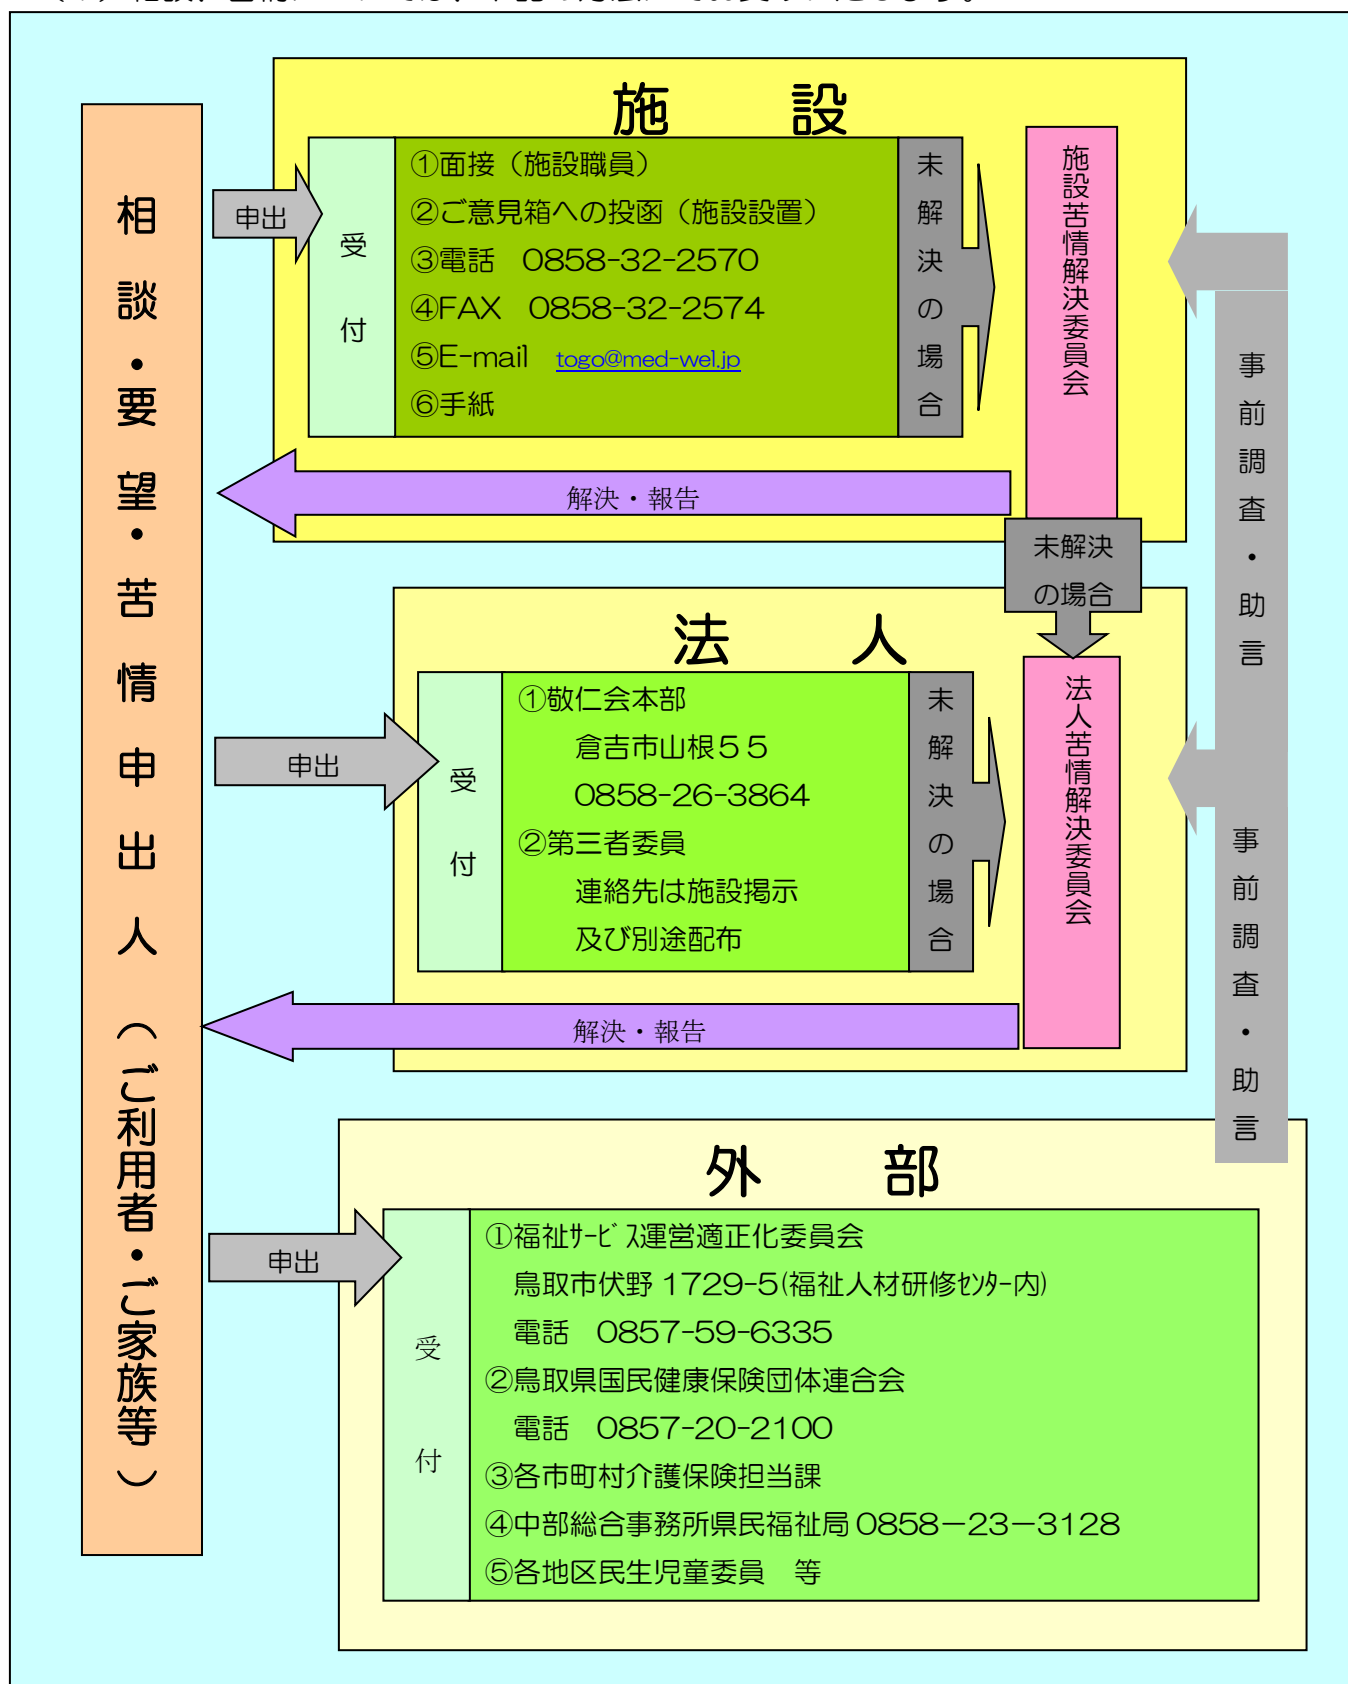 相談・要望・苦情申出人（ご利用者・ご家族等）
施　設
申出
受付
①面接（施設職員）
②ご意見箱への投函（施設設置）
③電話　0858-32-2570
④FAX　0858-32-2574
⑤E-mail　togo@med-wel.jp
⑥手紙
未解決の場合
施設苦情解決委員会
解決・報告
未解決
の場合
事前調査・助言
法　人
申出
受付
①敬仁会本部
倉吉市山根５５
0858-26-3864
②第三者委員
連絡先は施設掲示
及び別途配布
未解決の場合
法人苦情解決委員会
解決・報告
事前調査・助言
外　部
申出
受付
①福祉ｻｰﾋﾞｽ運営適正化委員会
鳥取市伏野 1729-5(福祉人材研修ｾﾝﾀｰ内)
電話　0857-59-6335
②鳥取県国民健康保険団体連合会
電話　0857-20-2100
③各市町村介護保険担当課
④中部総合事務所県民福祉局 0858－23－3128
⑤各地区民生児童委員　等